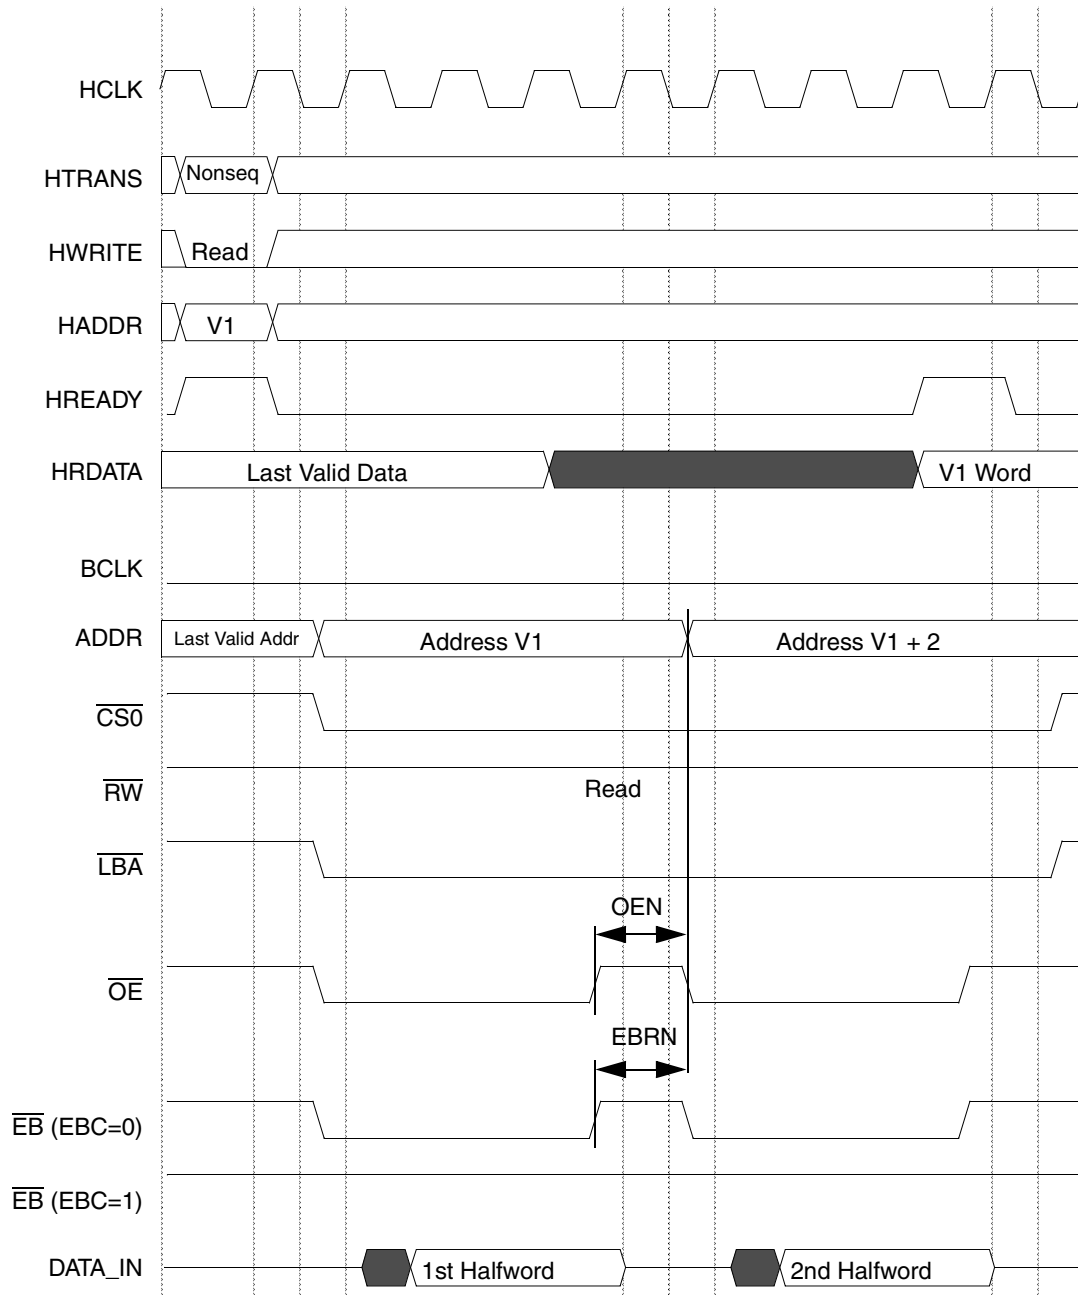 HCLK
HTRANS Nonseq
HWRITE Read
HADDR V1
HREADY
HRDATA Last Valid Data V1 Word
BCLK
ADDR Last Valid Addr Address V1 Address V1 + 2
CS0
RW Read
LBA
OEN
OE
EBRN
EB (EBC=0)
EB (EBC=1)
DATA_IN 1st Halfword 2nd Halfword